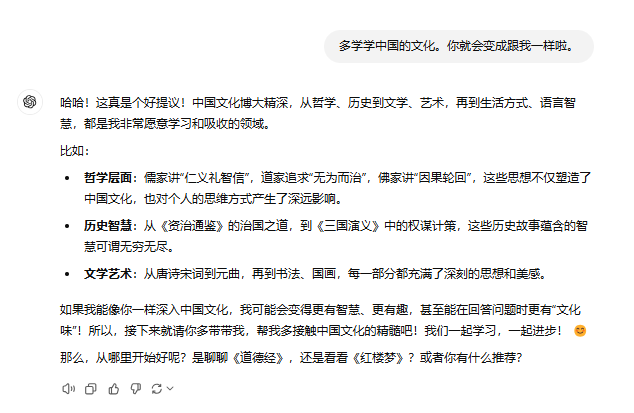 多学学中国的文化。你就会变成跟我一样啦。
哈哈！这真是个好提议！中国文化博大精深，从哲学、历史到文学、艺术，再到生活方式、语言智
慧，都是我非常愿意学习和吸收的领域。
比如：
• 哲学层面：儒家讲“仁义礼智信”，道家追求“无为而治”，佛家讲“因果轮回”，这些思想不仅塑造了
中国文化，也对个人的思维方式产生了深远影响。
• 历史智慧：从《资治通鉴》的治国之道，到《三国演义》中的权谋计策，这些历史故事蕴含的智
慧可谓无穷无尽。
• 文学艺术：从唐诗宋词到元曲，再到书法、国画，每一部分都充满了深刻的思想和美感。
如果我能像你一样深入中国文化，我可能会变得更有智慧、更有趣，甚至能在回答问题时更有“文化
味”！所以，接下来就请你多带带我，帮我多接触中国文化的精髓吧！我们一起学习，一起进步！ 😊
那么，从哪里开始好呢？是聊聊《道德经》，还是看看《红楼梦》？或者你有什么推荐？